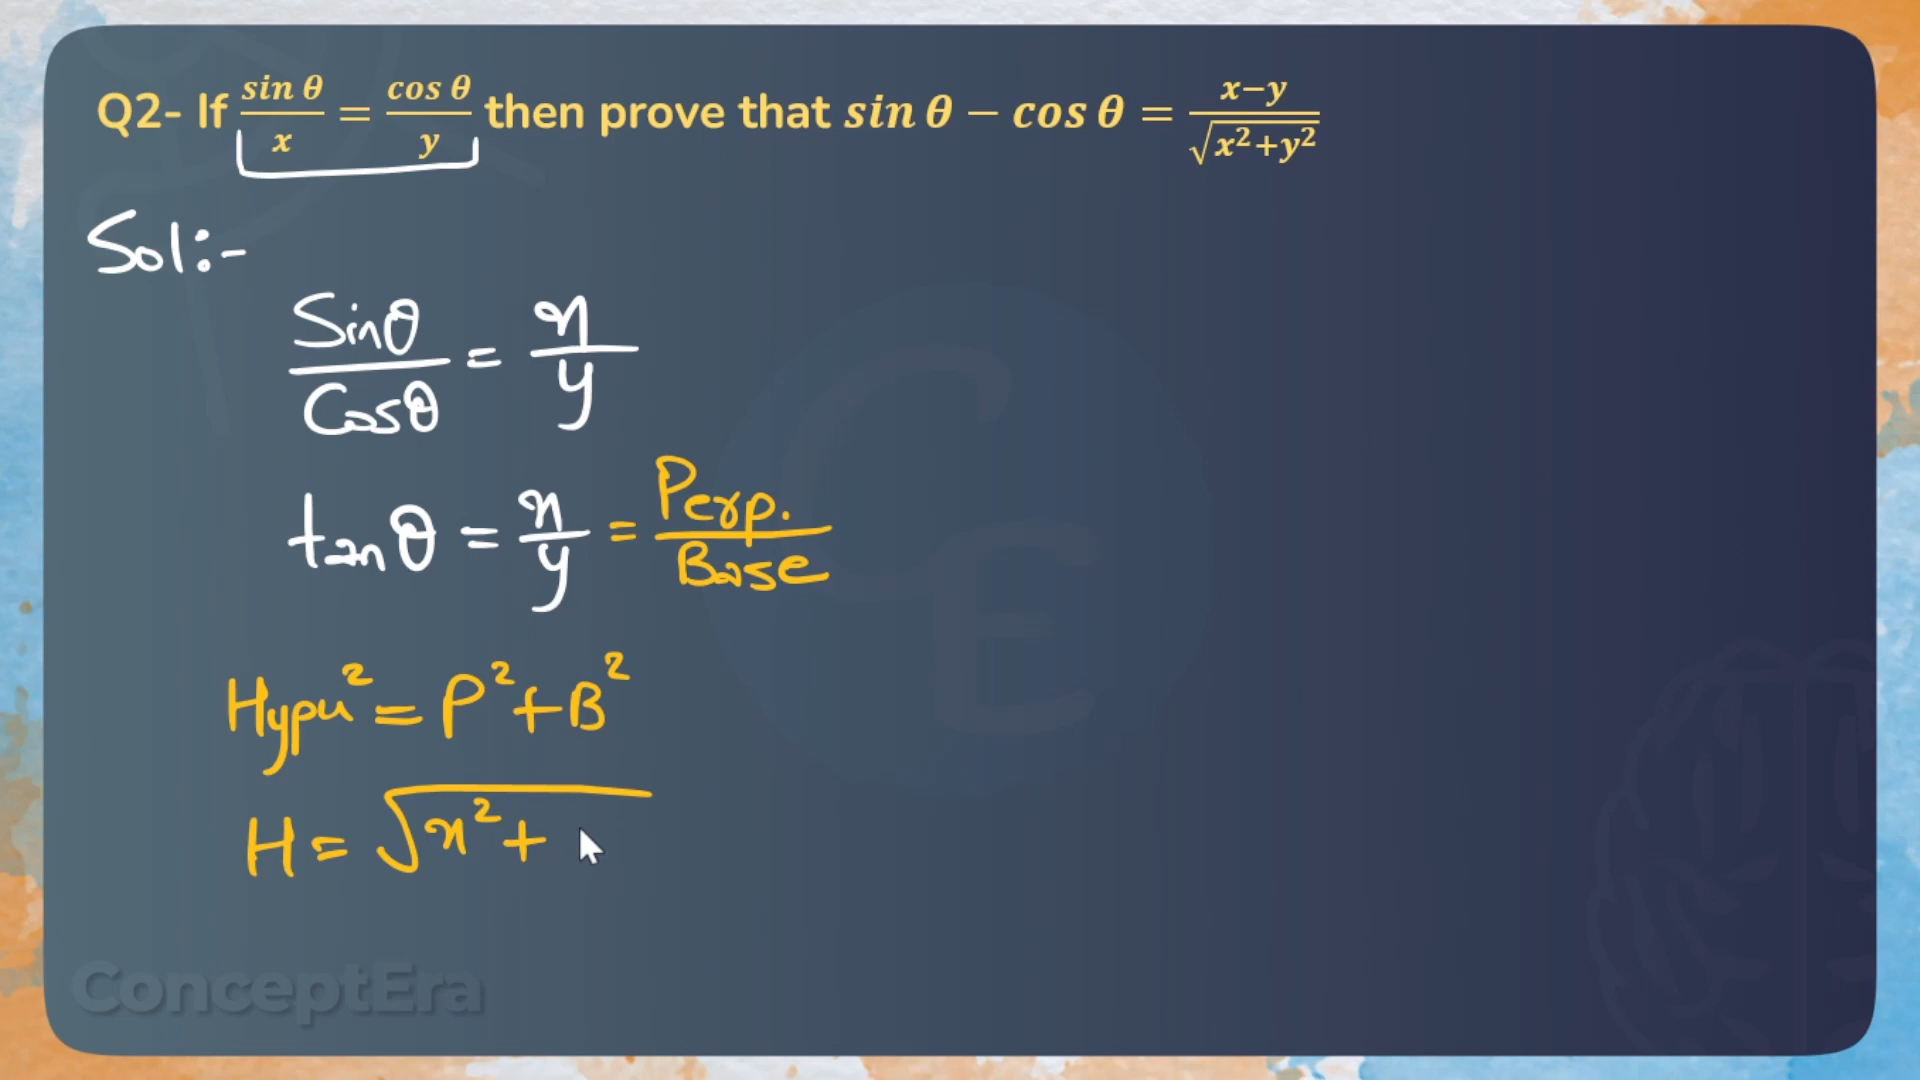 Q2- If sin θ/x = cos θ/y then prove that sin θ − cos θ = x−y/√x²+y²
Sol:-
Sinθ/Cosθ = x/y
tanθ = x/y = Perp./Base
Hypu² = P²+B²
H = √x²+
ConceptEra
CE